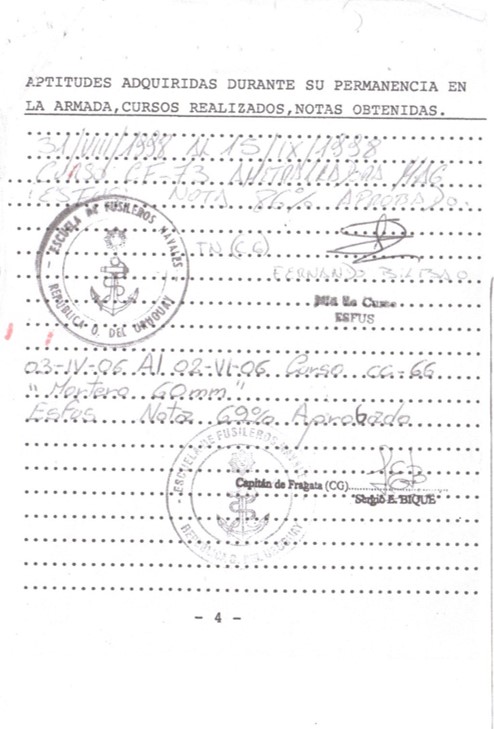 APTITUDES ADQUIRIDAS DURANTE SU PERMANENCIA EN
LA ARMADA,CURSOS REALIZADOS,NOTAS OBTENIDAS.
31/VIII/1998 AL 15/IX/1998
CURSO CF-73 AMETRALLADORA MAG
ESFUS NOTA 86% APROBADO.
ESCUELA DE FUSILEROS NAVALES
REPUBLICA O. DEL URUGUAY
TN (CG)
FERNANDO BILBAO
ESFUS
03-IV-06 Al 02-VI-06 Curso cc-66
"Mortero 60mm"
Esfus Nota 69% Aprobado
ESCUELA DE FUSILEROS NAVALES
REPUBLICA O. DEL URUGUAY
Capitán de Fragata (CG)
"Sergio E. BIQUE"
- 4 -